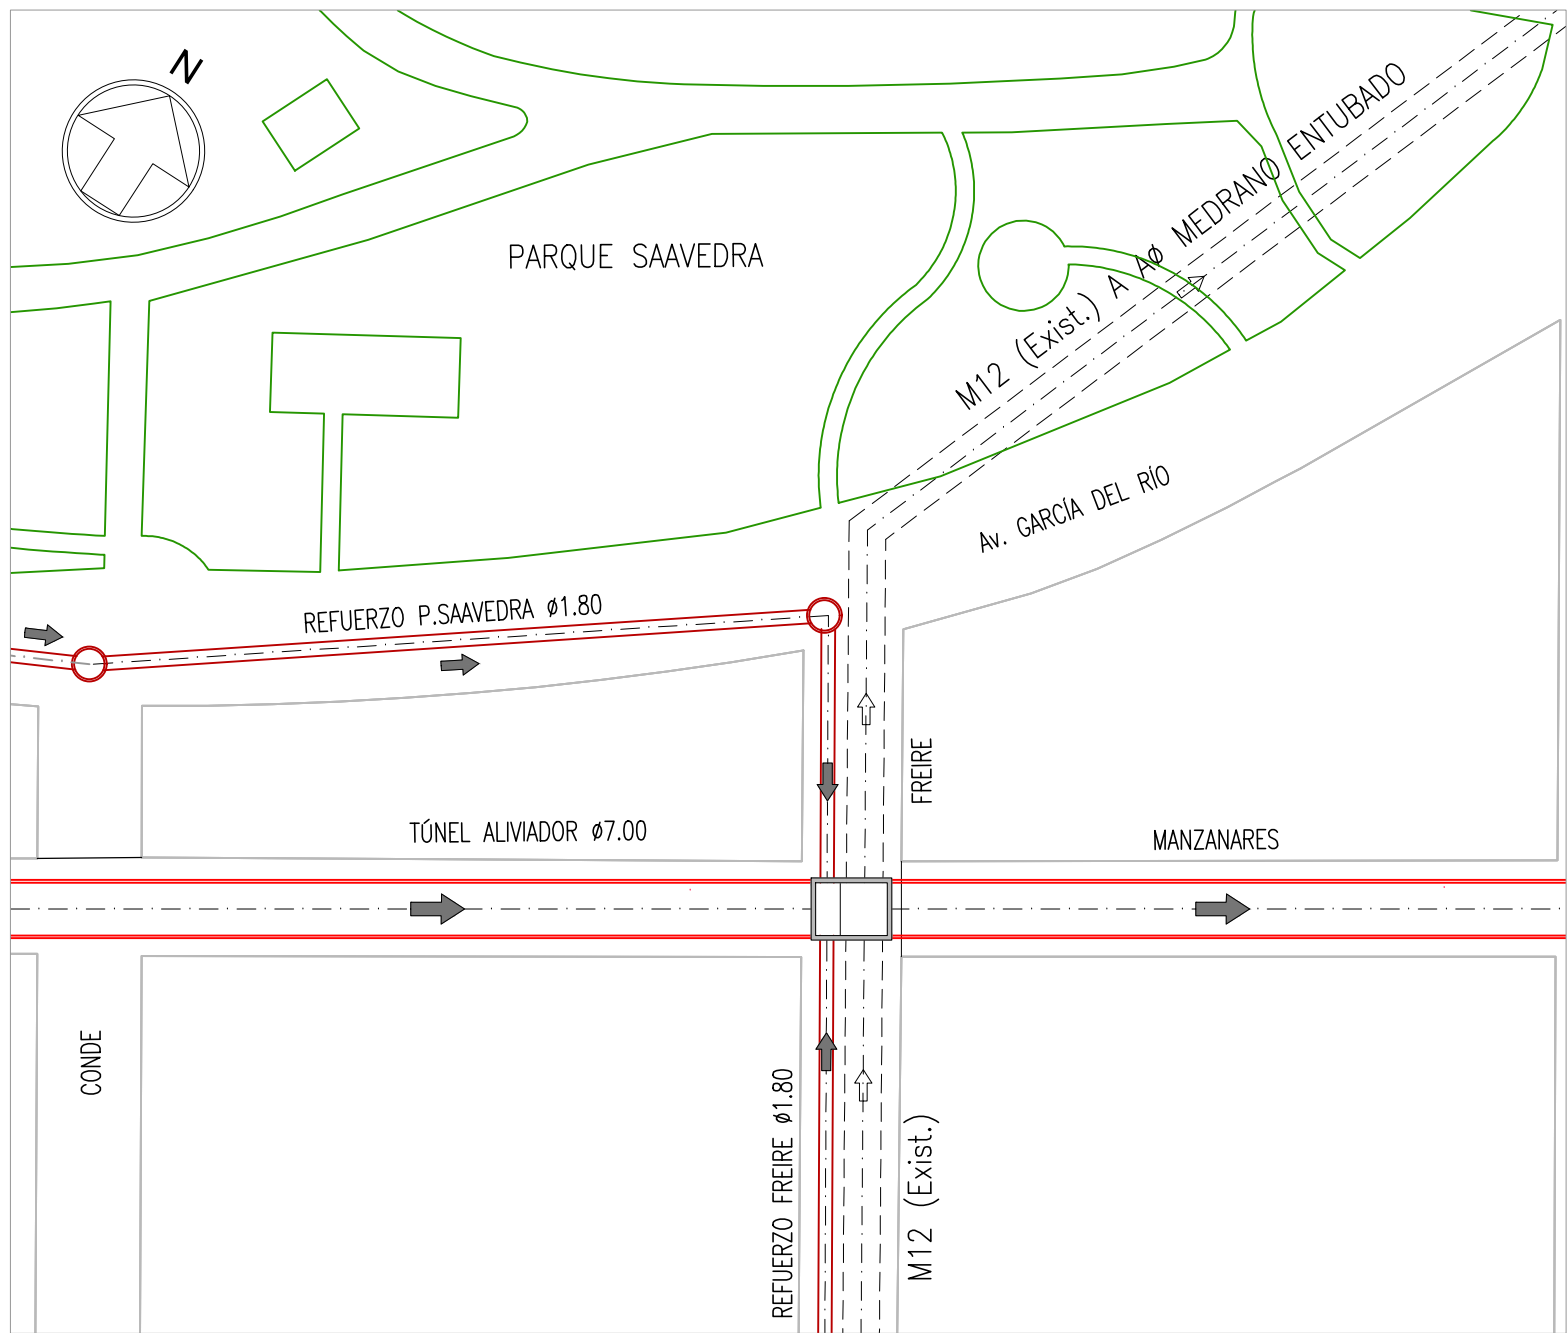 N
PARQUE SAAVEDRA
M12 (Exist.) A Aø MEDRANO ENTUBADO
Av. GARCÍA DEL RÍO
REFUERZO P.SAAVEDRA ø1.80
FREIRE
TÚNEL ALIVIADOR ø7.00
MANZANARES
CONDE
REFUERZO FREIRE ø1.80
M12 (Exist.)